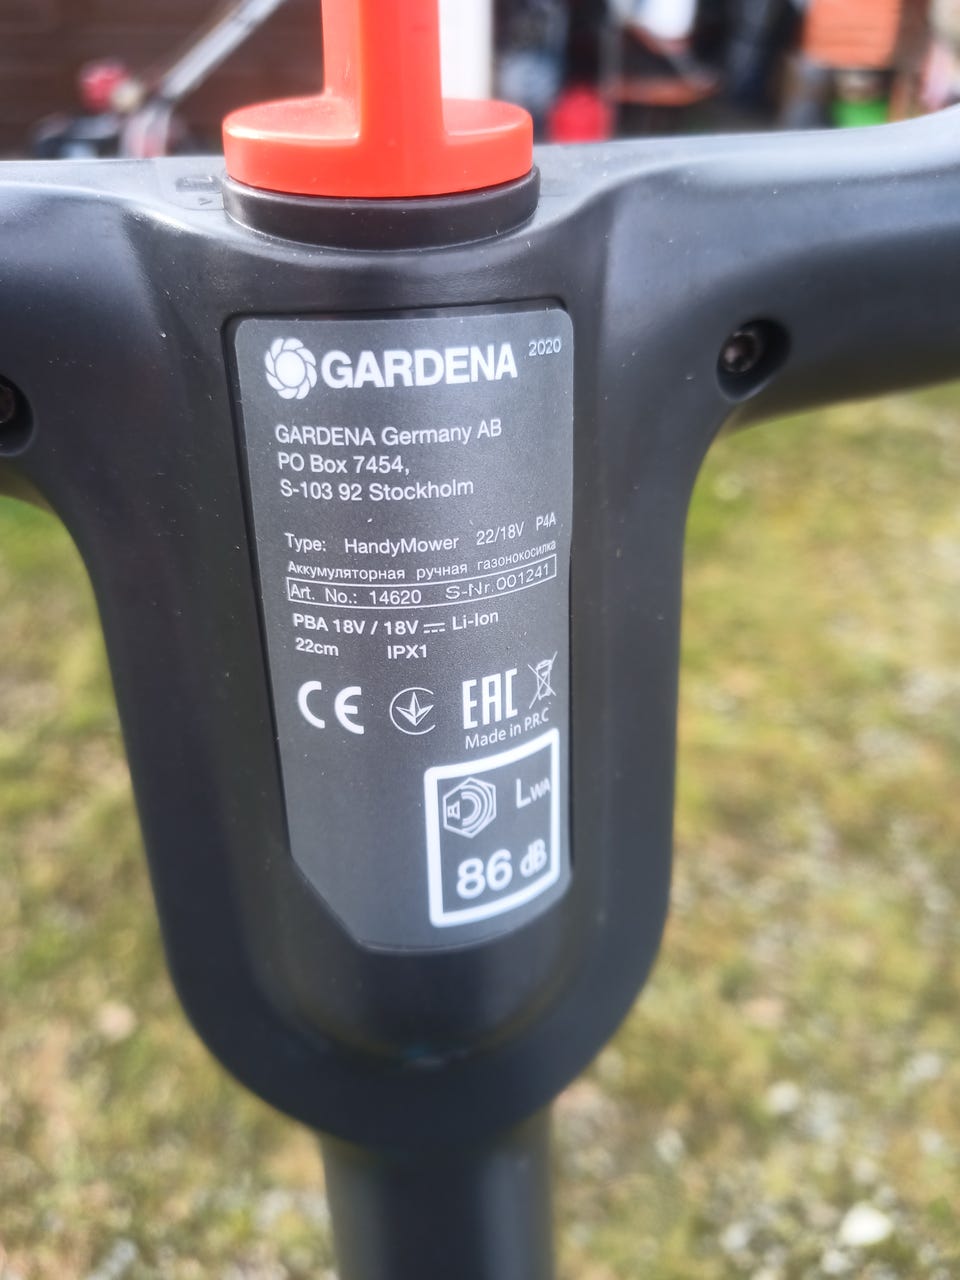 GARDENA 2020
GARDENA Germany AB
PO Box 7454,
S-103 92 Stockholm
Type: HandyMower 22/18V P4A
Аккумуляторная ручная газонокосилка
Art. No.: 14620 S-Nr.001241
PBA 18V / 18V ⎓ Li-Ion
22cm IPX1
CE EAC
Made in P.R.C
LWA
86 dB